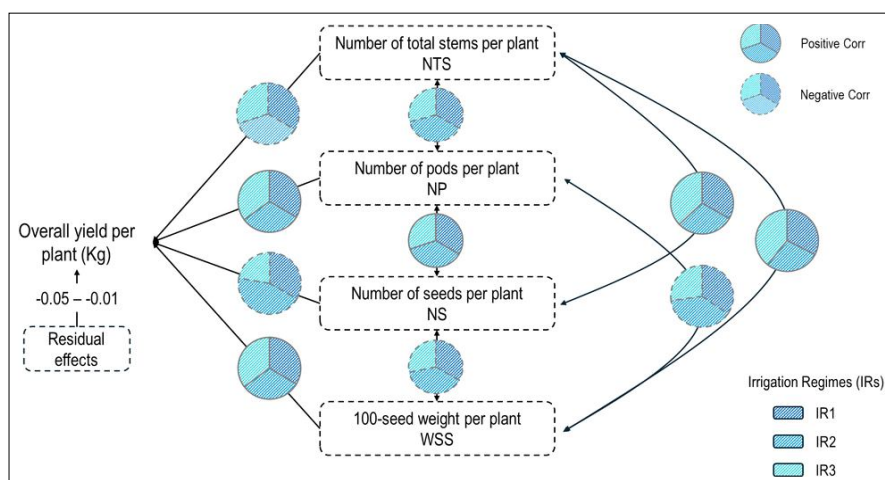 Number of total stems per plant
NTS
Positive Corr
Negative Corr
Number of pods per plant
NP
Overall yield per
plant (Kg)
-0.05 – -0.01
Residual
effects
Number of seeds per plant
NS
100-seed weight per plant
WSS
Irrigation Regimes (IRs)
IR1
IR2
IR3